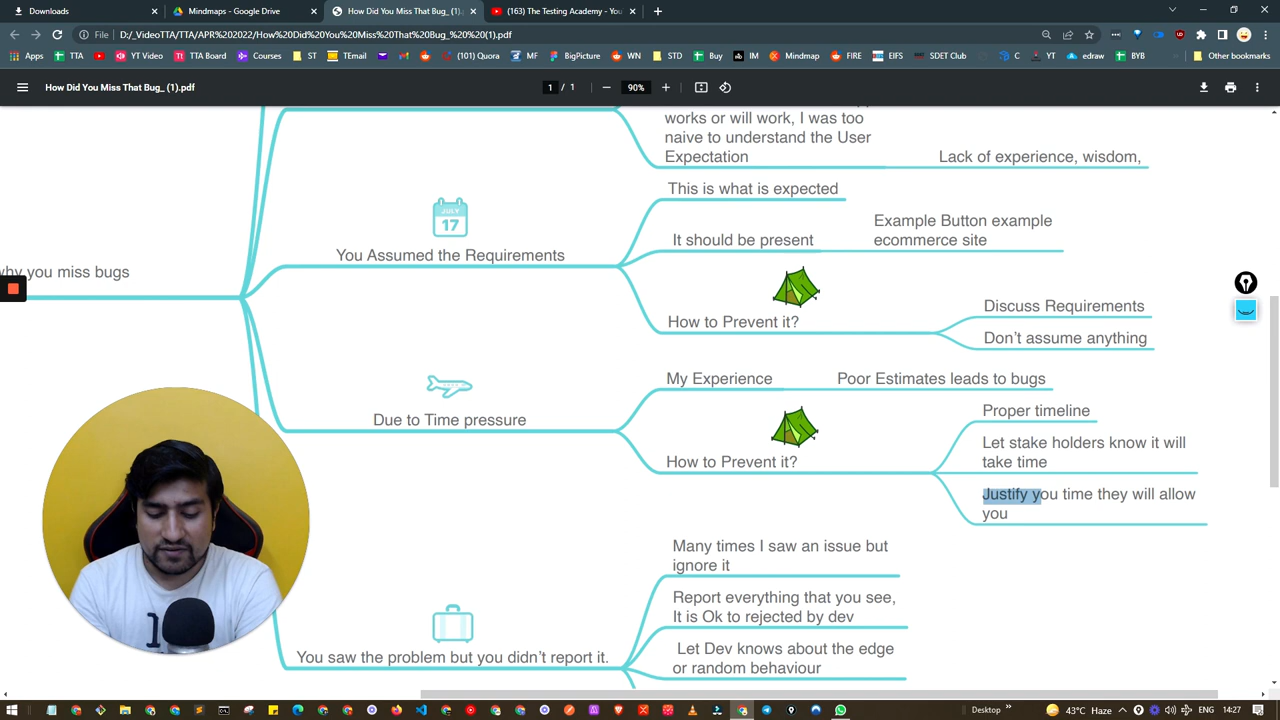 Downloads
Mindmaps - Google Drive
How Did You Miss That Bug_ (1).p
(163) The Testing Academy - You
File
D:/_VideoTTA/TTA/APR%202022/How%20Did%20You%20Miss%20That%20Bug_%20%20(1).pdf
Apps
TTA
YT Video
TTA Board
Courses
ST
TEmail
M
(101) Quora
MF
BigPicture
WN
STD
Buy
IM
Mindmap
FIRE
EIFS
SDET Club
C
YT
edraw
BYB
Other bookmarks
How Did You Miss That Bug_ (1).pdf
1 / 1
90%
works or will work, I was too
naive to understand the User
Expectation
Lack of experience, wisdom,
This is what is expected
JULY
17
Example Button example
ecommerce site
It should be present
You Assumed the Requirements
why you miss bugs
Discuss Requirements
How to Prevent it?
Don't assume anything
My Experience
Poor Estimates leads to bugs
Due to Time pressure
Proper timeline
Let stake holders know it will
take time
How to Prevent it?
Justify you time they will allow
you
Many times I saw an issue but
ignore it
Report everything that you see,
It is Ok to rejected by dev
Let Dev knows about the edge
or random behaviour
You saw the problem but you didn't report it.
Desktop
43°C Haze
ENG
14:27